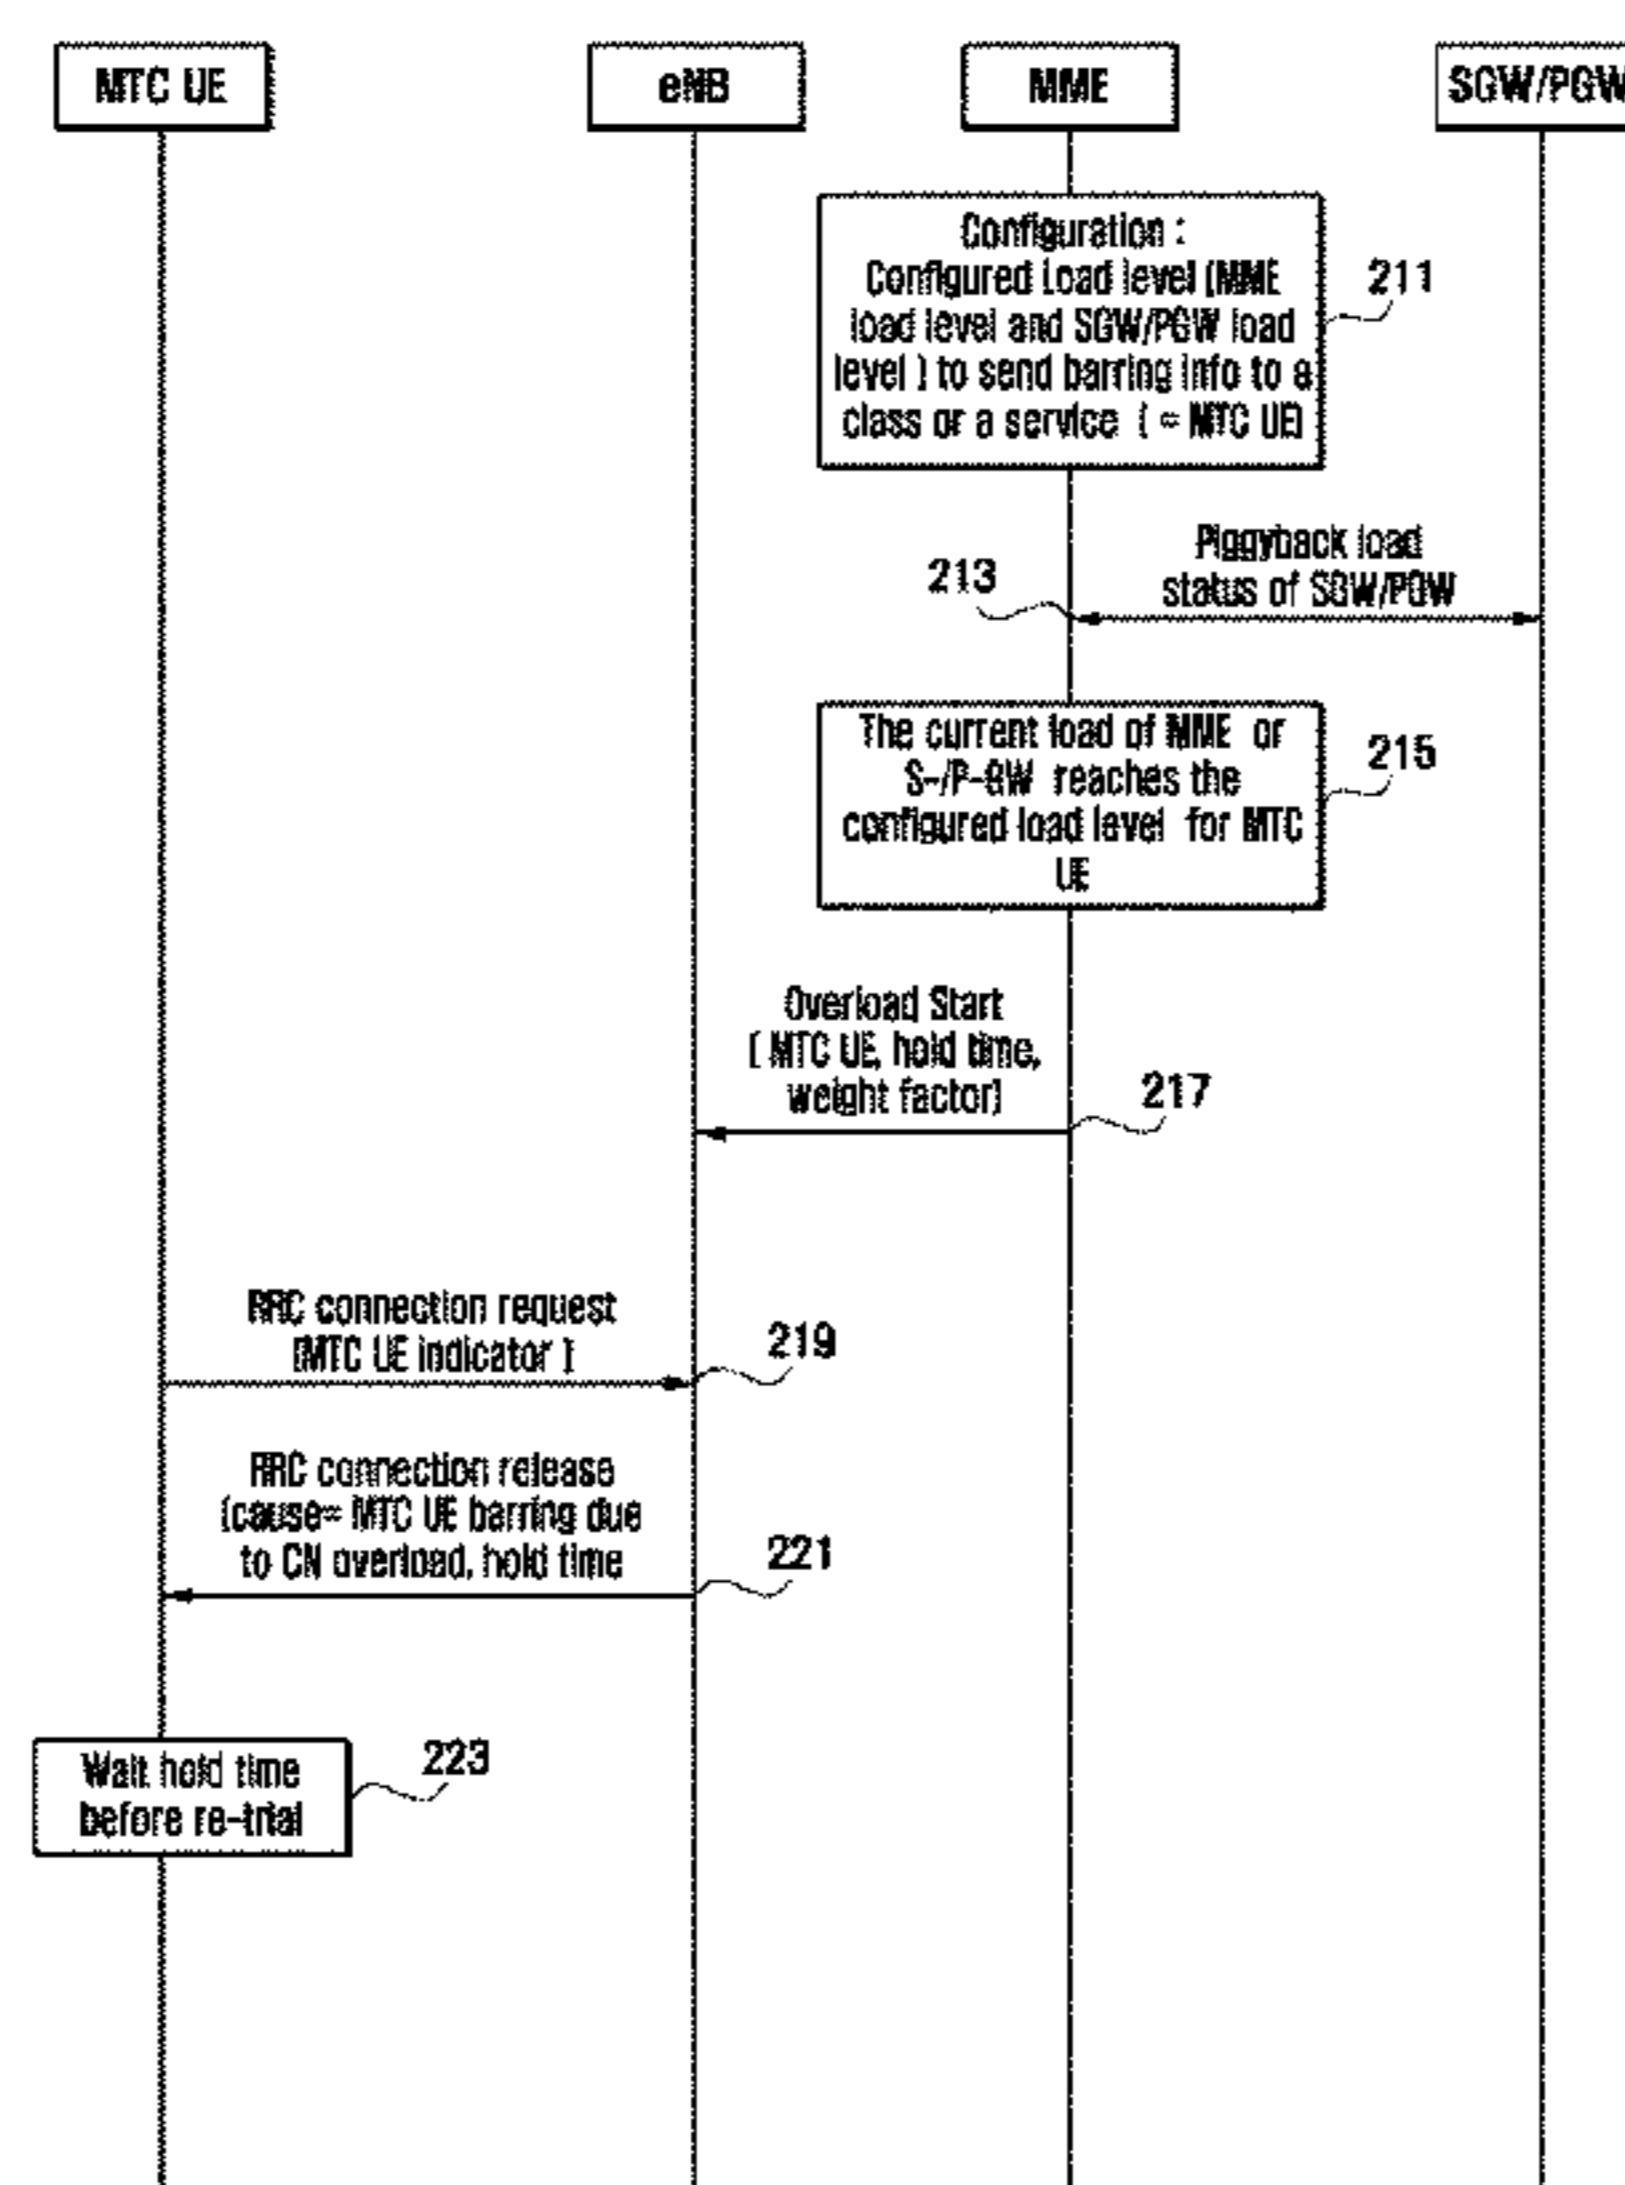 MTC UE
eNB
MME
SGW/PGW
Configuration :
Configured Load level (MME
load level and SGW/PGW load
level ) to send barring info to a
class or a service ( = MTC UE)
211
Piggyback load
status of SGW/PGW
213
The current load of MME or
S-/P-GW reaches the
configured load level for MTC
UE
215
Overload Start
( MTC UE, hold time,
weight factor)
217
RRC connection request
(MTC UE indicator )
219
RRC connection release
(cause= MTC UE barring due
to CN overload, hold time
221
Wait hold time
before re-trial
223